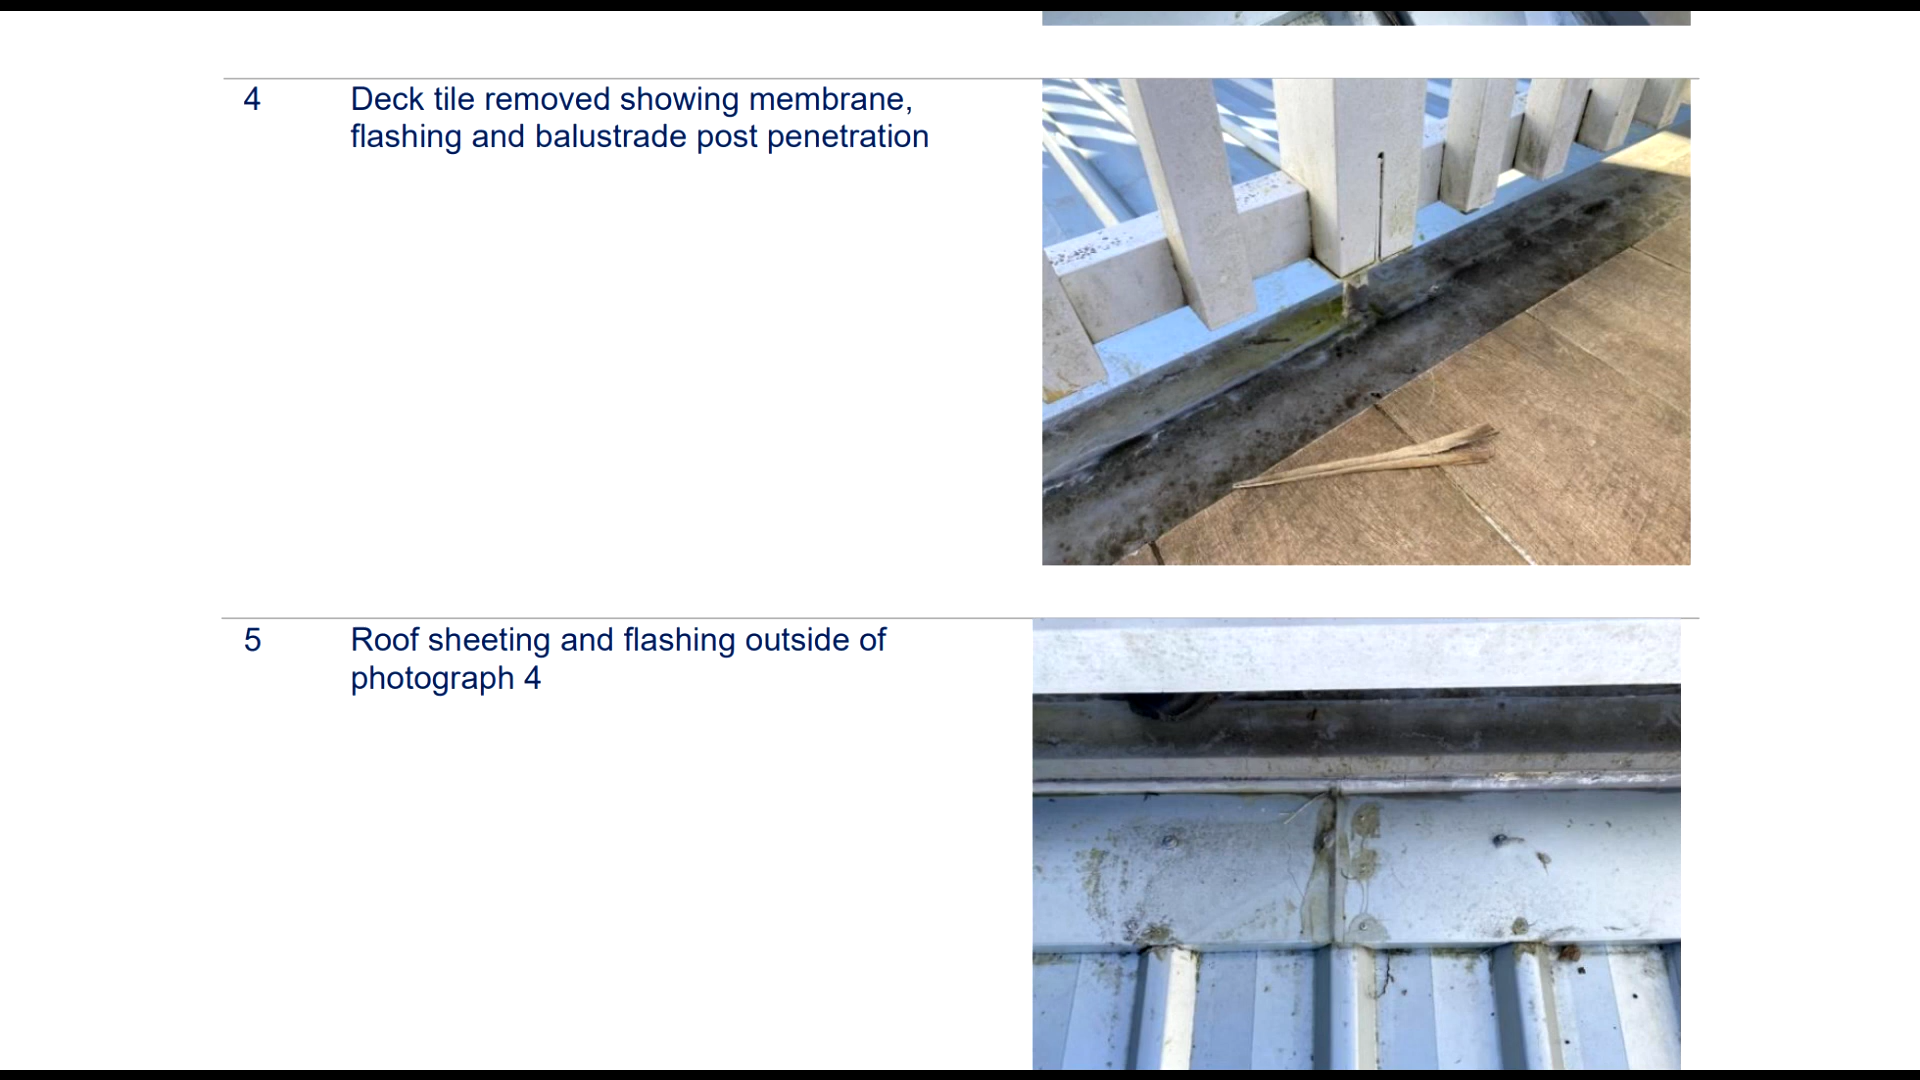 4
Deck tile removed showing membrane,
flashing and balustrade post penetration
5
Roof sheeting and flashing outside of
photograph 4